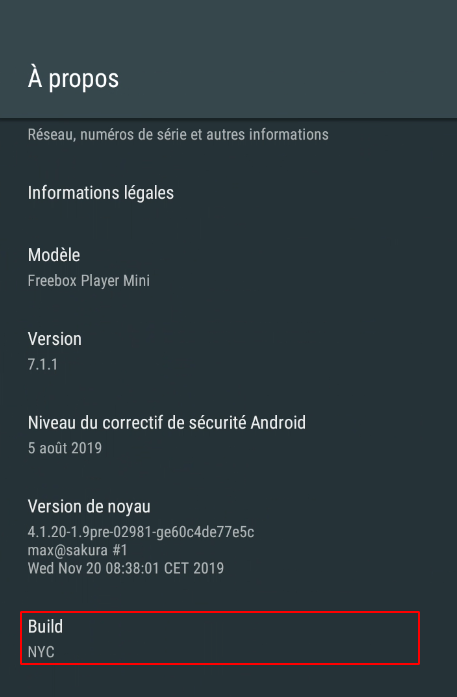 À propos
Réseau, numéros de série et autres informations
Informations légales
Modèle
Freebox Player Mini
Version
7.1.1
Niveau du correctif de sécurité Android
5 août 2019
Version de noyau
4.1.20-1.9pre-02981-ge60c4de77e5c
max@sakura #1
Wed Nov 20 08:38:01 CET 2019
Build
NYC